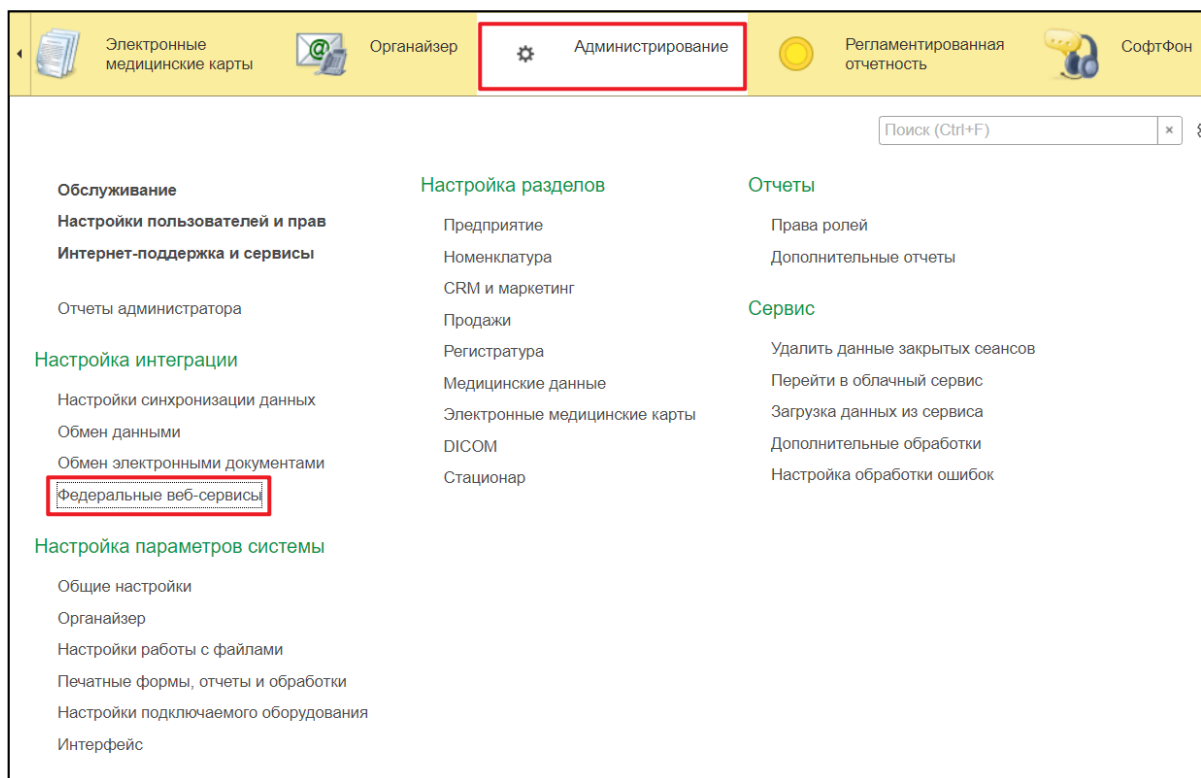 Электронные
медицинские карты
Органайзер
Администрирование
Регламентированная
отчетность
СофтФон
Поиск (Ctrl+F)
×
Обслуживание
Настройки пользователей и прав
Интернет-поддержка и сервисы
Отчеты администратора
Настройка интеграции
Настройки синхронизации данных
Обмен данными
Обмен электронными документами
Федеральные веб-сервисы
Настройка параметров системы
Общие настройки
Органайзер
Настройки работы с файлами
Печатные формы, отчеты и обработки
Настройки подключаемого оборудования
Интерфейс
Настройка разделов
Предприятие
Номенклатура
CRM и маркетинг
Продажи
Регистратура
Медицинские данные
Электронные медицинские карты
DICOM
Стационар
Отчеты
Права ролей
Дополнительные отчеты
Сервис
Удалить данные закрытых сеансов
Перейти в облачный сервис
Загрузка данных из сервиса
Дополнительные обработки
Настройка обработки ошибок